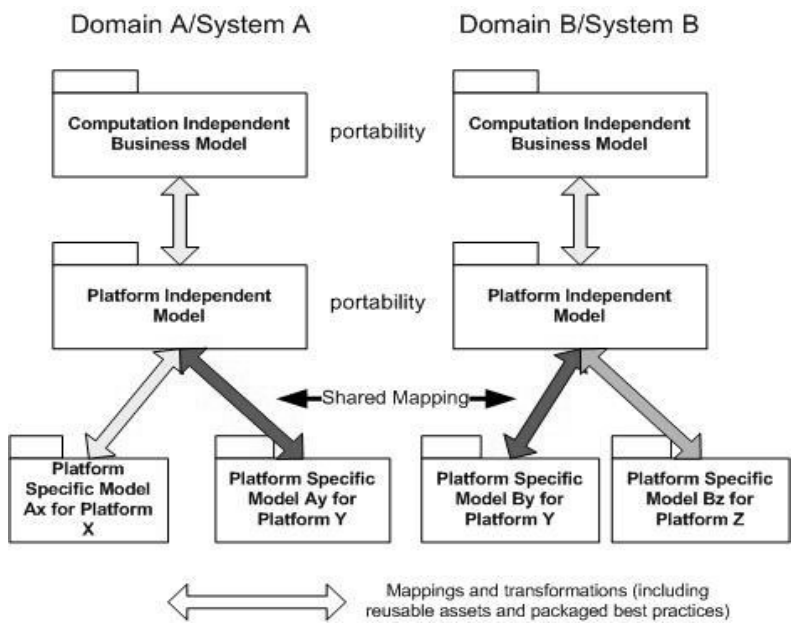 Domain A/System A
Domain B/System B
Computation Independent
Business Model
portability
Computation Independent
Business Model
Platform Independent
Model
portability
Platform Independent
Model
Shared Mapping
Platform
Specific Model
Ax for Platform
X
Platform Specific
Model Ay for
Platform Y
Platform Specific
Model By for
Platform Y
Platform Specific
Model Bz for
Platform Z
Mappings and transformations (including
reusable assets and packaged best practices)